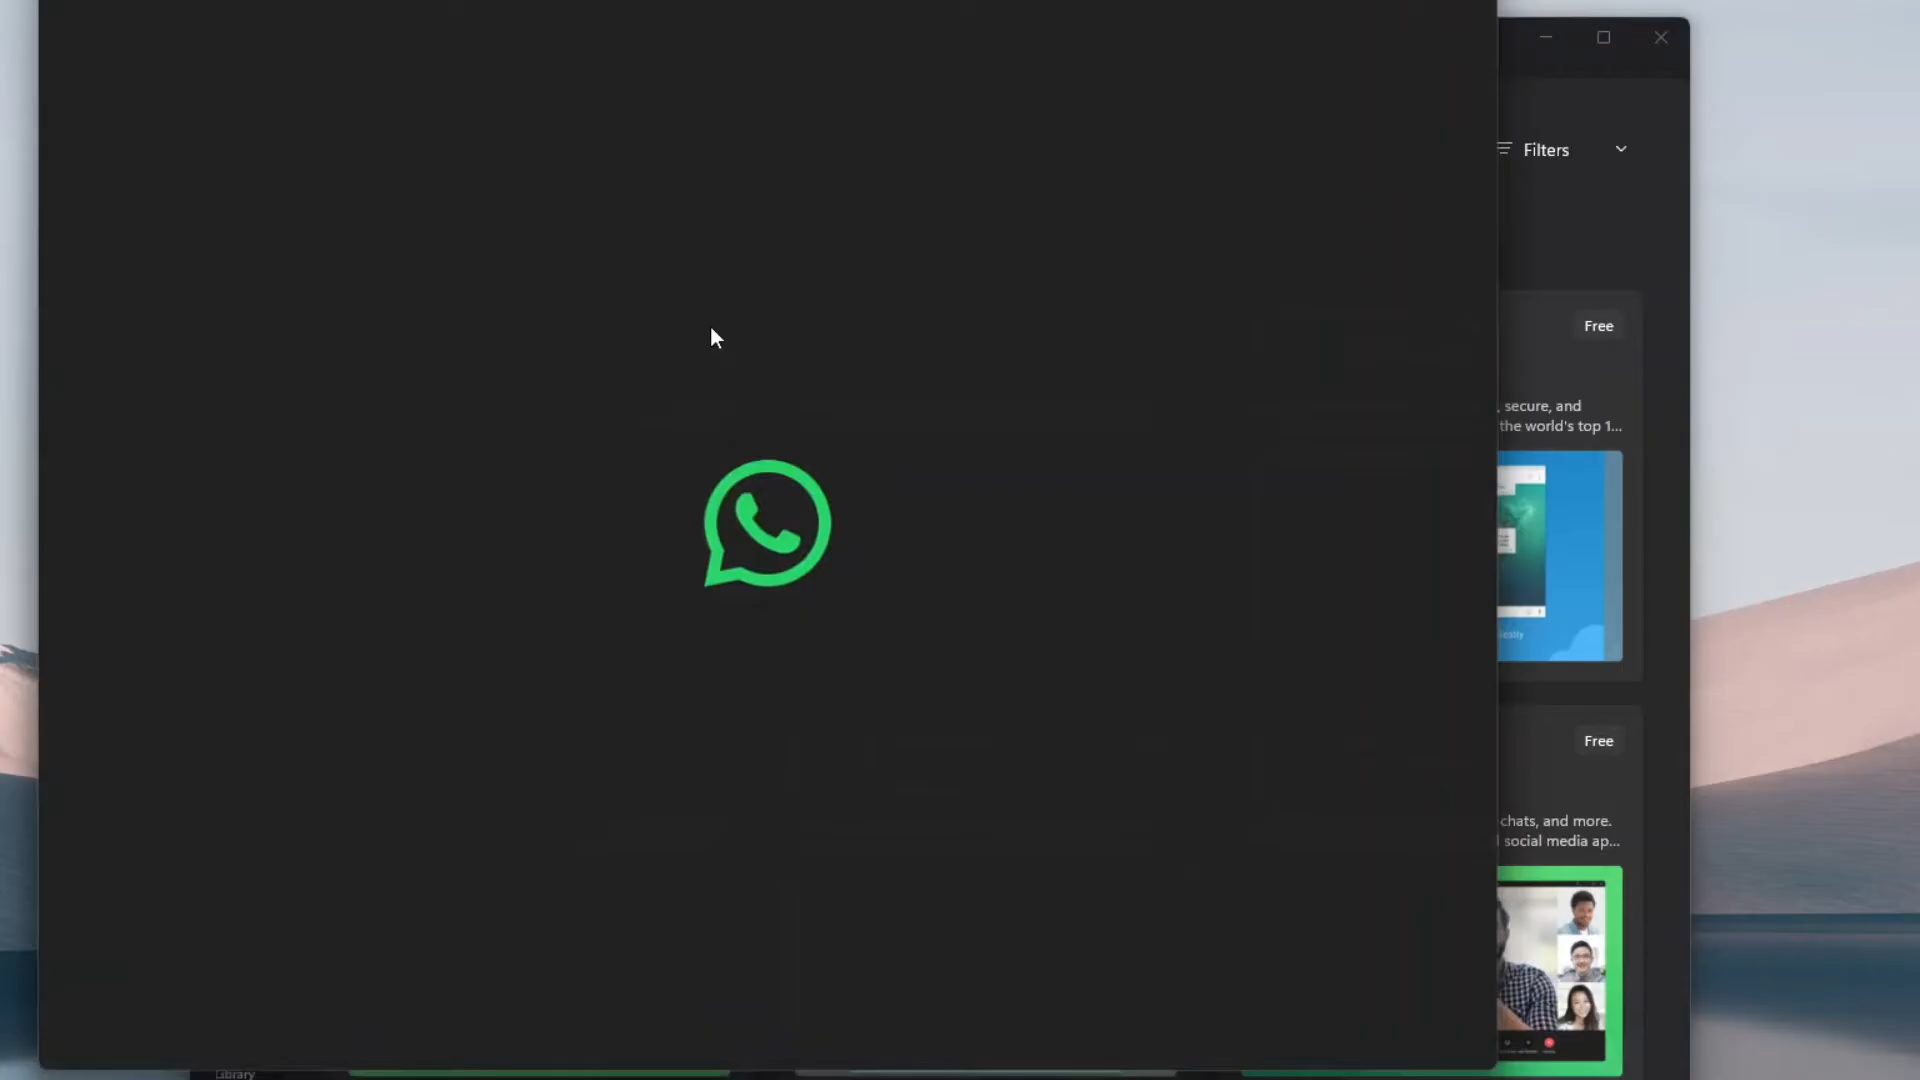 Filters
Free
, secure, and
the world's top 1...
Free
chats, and more.
social media ap...
Library